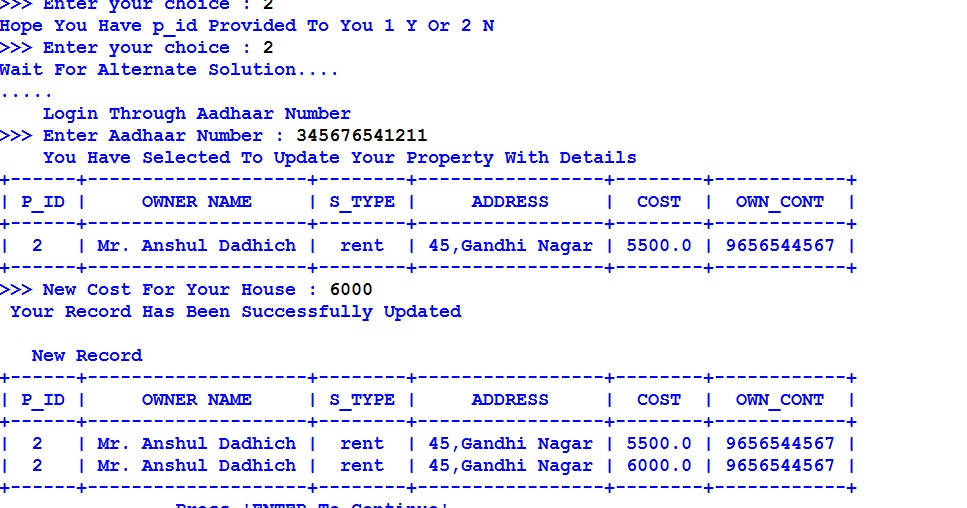 >>> Enter your choice : 2
Hope You Have p_id Provided To You 1 Y Or 2 N
>>> Enter your choice : 2
Wait For Alternate Solution....
.....
    Login Through Aadhaar Number
>>> Enter Aadhaar Number : 345676541211
    You Have Selected To Update Your Property With Details
+------+--------------------+--------+-----------------+--------+------------+
| P_ID |     OWNER NAME     | S_TYPE |     ADDRESS     |  COST  |  OWN_CONT  |
+------+--------------------+--------+-----------------+--------+------------+
|  2   | Mr. Anshul Dadhich |  rent  | 45,Gandhi Nagar | 5500.0 | 9656544567 |
+------+--------------------+--------+-----------------+--------+------------+
>>> New Cost For Your House : 6000
 Your Record Has Been Successfully Updated
   New Record
+------+--------------------+--------+-----------------+--------+------------+
| P_ID |     OWNER NAME     | S_TYPE |     ADDRESS     |  COST  |  OWN_CONT  |
+------+--------------------+--------+-----------------+--------+------------+
|  2   | Mr. Anshul Dadhich |  rent  | 45,Gandhi Nagar | 5500.0 | 9656544567 |
|  2   | Mr. Anshul Dadhich |  rent  | 45,Gandhi Nagar | 6000.0 | 9656544567 |
+------+--------------------+--------+-----------------+--------+------------+
Press 'ENTER To Continue'